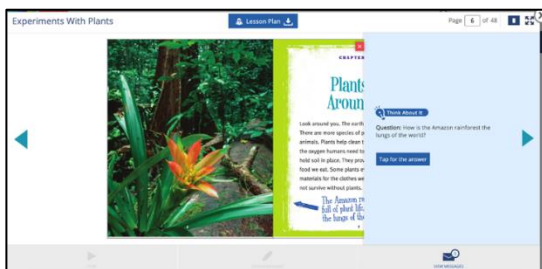 Experiments With Plants
Lesson Plan
Page 6 of 48
CHAPTER
Plants
Aroun
Look around you. The earth
There are more species of p
animals. Plants help clean t
the oxygen humans need to
hold soil in place. They prov
food we eat. Some plants e
materials for the clothes we
not survive without plants.
The Amazon ra
full of plant life,
the lungs of the
Think About It
Question: How is the Amazon rainforest the
lungs of the world?
Tap for the answer
VIEW MESSAGES